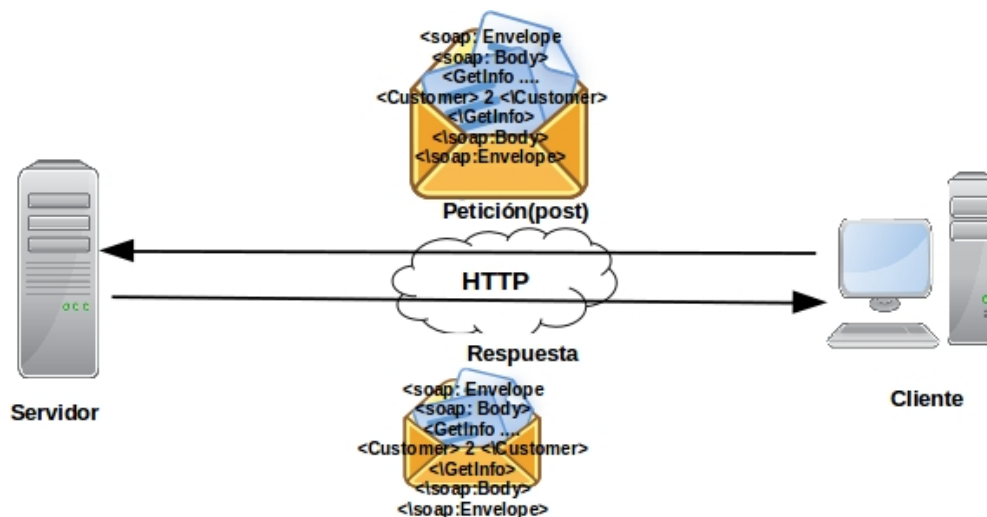 <soap: Envelope
<soap: Body>
<GetInfo ....
<Customer> 2 <\Customer>
<\GetInfo>
<\soap:Body>
<\soap:Envelope>
Petición(post)
HTTP
Respuesta
Servidor
Cliente
<soap: Envelope
<soap: Body>
<GetInfo ....
<Customer> 2 <\Customer>
<\GetInfo>
<\soap:Body>
<\soap:Envelope>